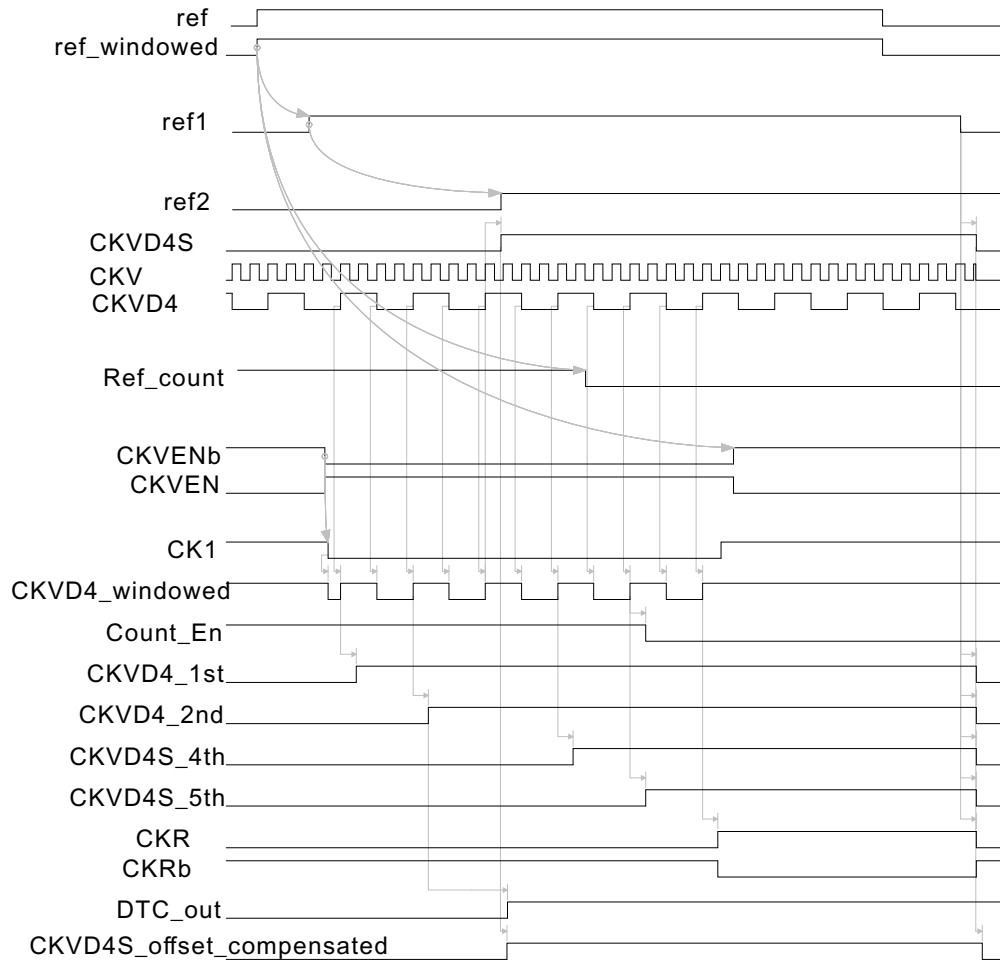 ref
ref_windowed
ref1
ref2
CKVD4S
CKV
CKVD4
Ref_count
CKVENb
CKVEN
CK1
CKVD4_windowed
Count_En
CKVD4_1st
CKVD4_2nd
CKVD4S_4th
CKVD4S_5th
CKR
CKRb
DTC_out
CKVD4S_offset_compensated